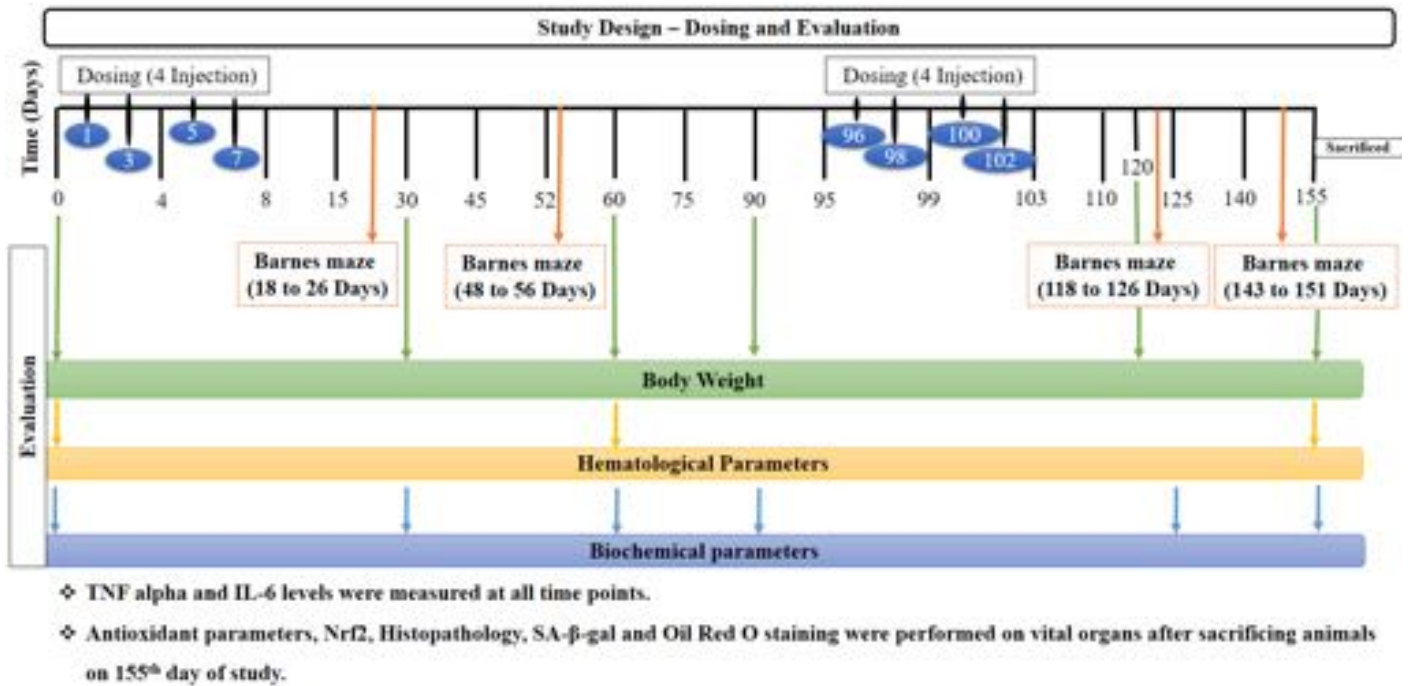 Study Design – Dosing and Evaluation
Time (Days)
Dosing (4 Injection)
Dosing (4 Injection)
1
3
5
7
96
98
100
102
Sacrificed
0
4
8
15
30
45
52
60
75
90
95
99
103
110
120
125
140
155
Barnes maze
(18 to 26 Days)
Barnes maze
(48 to 56 Days)
Barnes maze
(118 to 126 Days)
Barnes maze
(143 to 151 Days)
Evaluation
Body Weight
Hematological Parameters
Biochemical parameters
❖ TNF alpha and IL-6 levels were measured at all time points.
❖ Antioxidant parameters, Nrf2, Histopathology, SA-β-gal and Oil Red O staining were performed on vital organs after sacrificing animals
on 155th day of study.